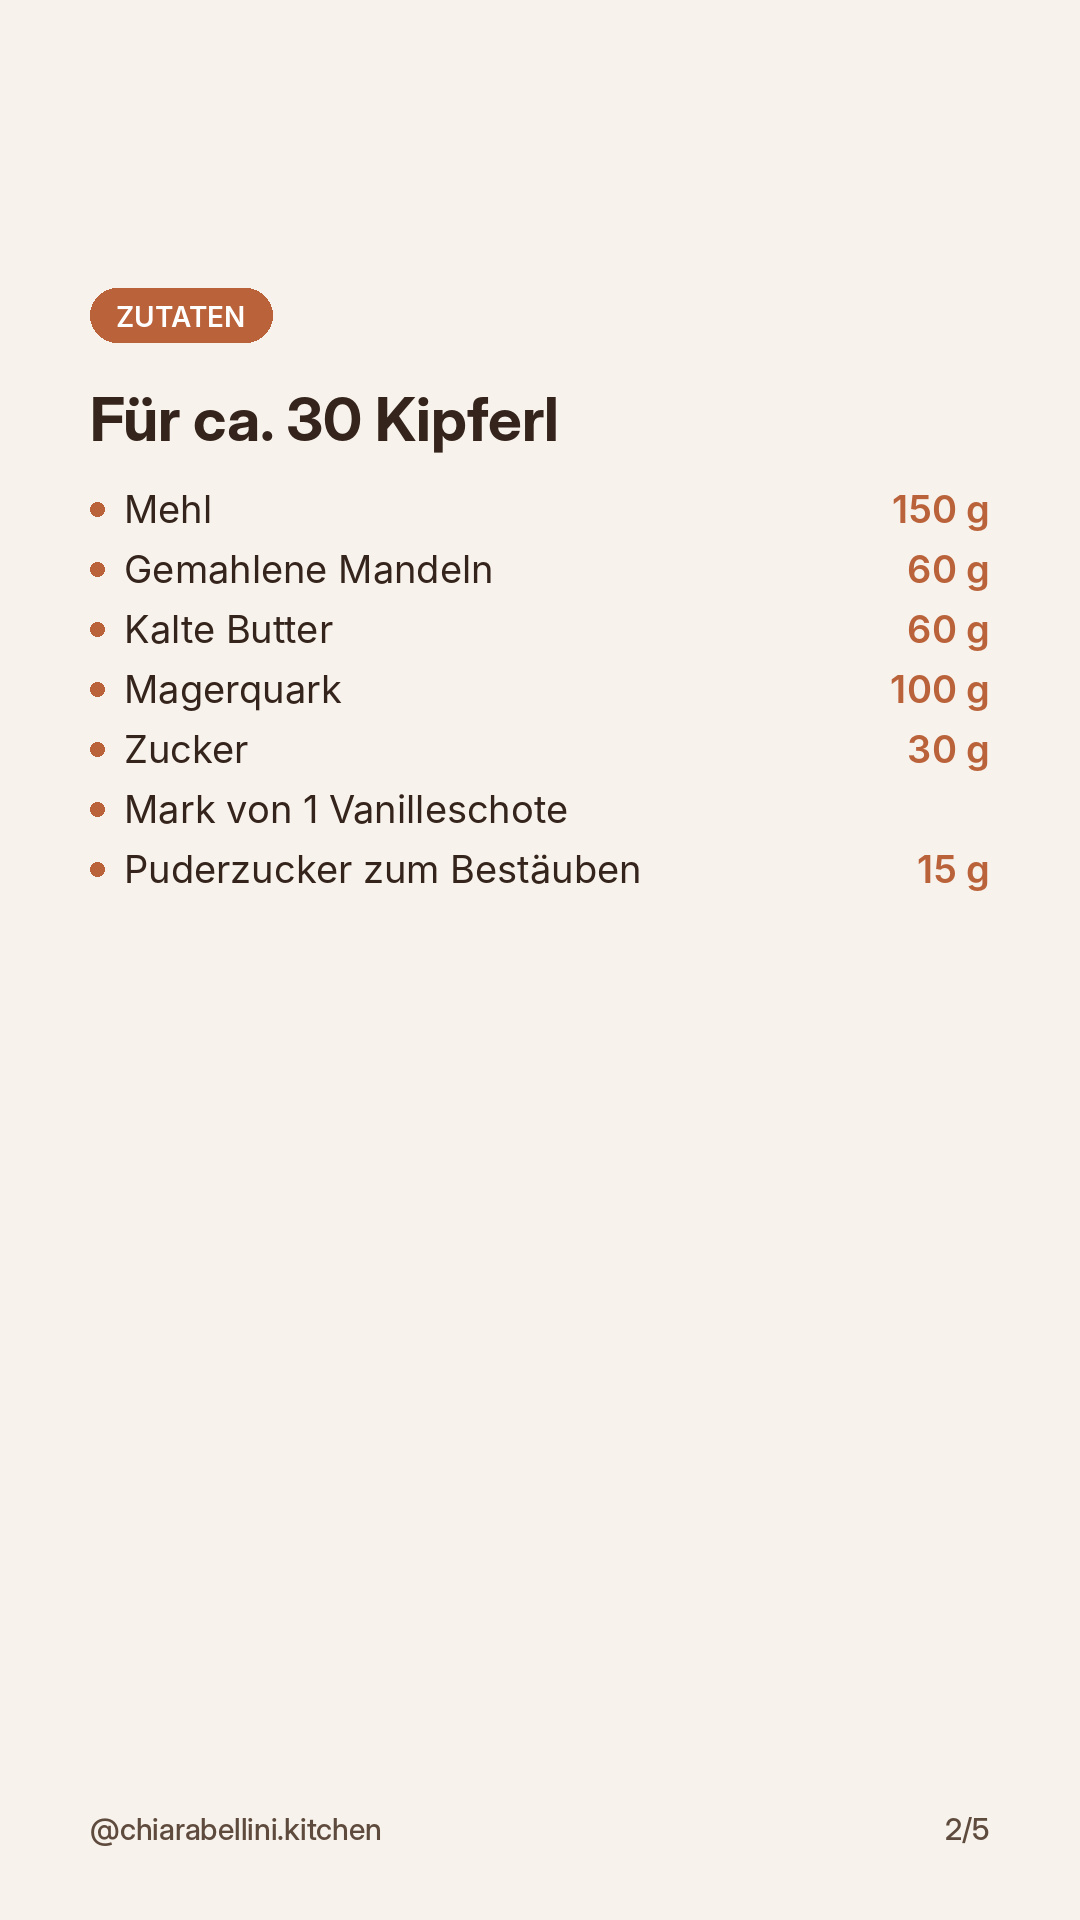 ZUTATEN
Für ca. 30 Kipferl
Mehl 150 g
Gemahlene Mandeln 60 g
Kalte Butter 60 g
Magerquark 100 g
Zucker 30 g
Mark von 1 Vanilleschote
Puderzucker zum Bestäuben 15 g
@chiarabellini.kitchen 2/5